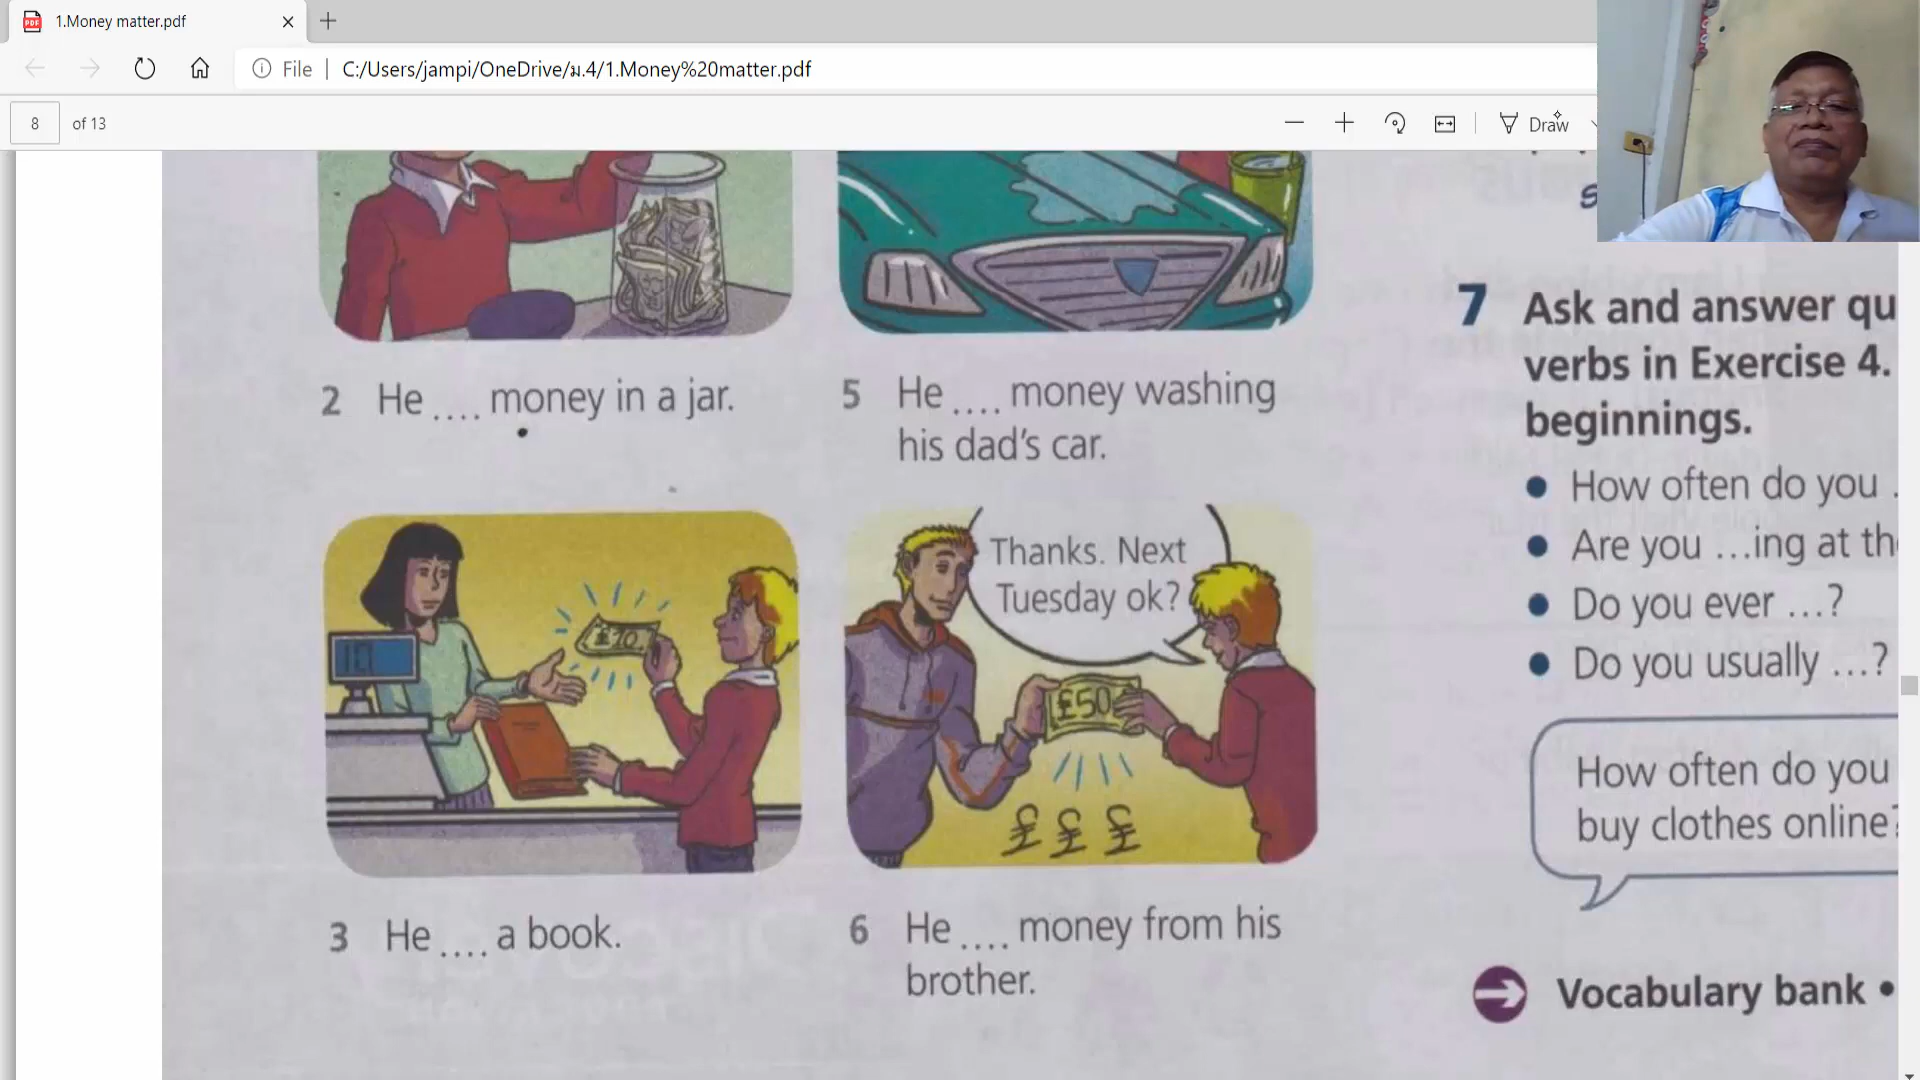 1.Money matter.pdf
File
C:/Users/jampi/OneDrive/ม.4/1.Money%20matter.pdf
8 of 13
Draw
2 He .... money in a jar.
5 He .... money washing
his dad's car.
£10
10
Thanks. Next
Tuesday ok?
£50
£ £ £
3 He .... a book.
6 He .... money from his
brother.
7 Ask and answer qu
verbs in Exercise 4.
beginnings.
• How often do you .
• Are you ...ing at th
• Do you ever ...?
• Do you usually ...?
How often do you
buy clothes online?
Vocabulary bank •